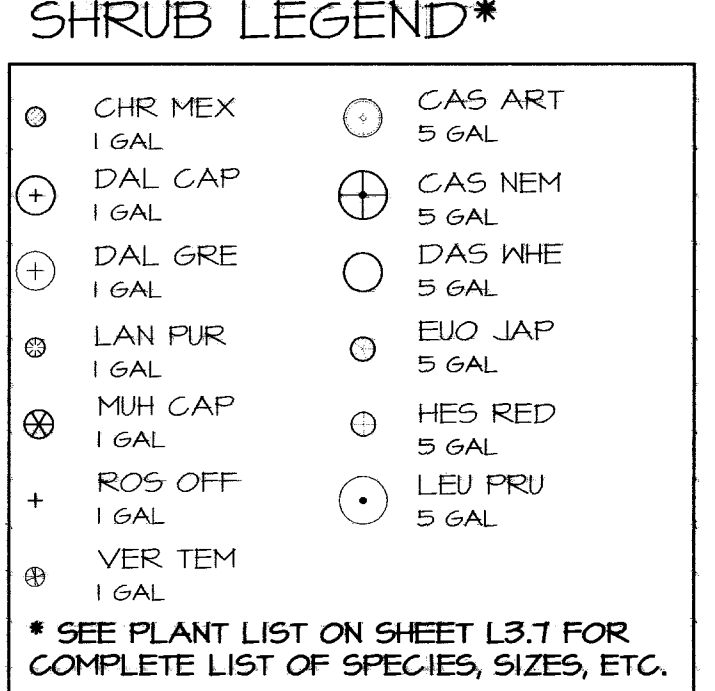 SHRUB LEGEND*
CHR MEX
1 GAL
DAL CAP
1 GAL
DAL GRE
1 GAL
LAN PUR
1 GAL
MUH CAP
1 GAL
ROS OFF
1 GAL
VER TEM
1 GAL
CAS ART
5 GAL
CAS NEM
5 GAL
DAS WHE
5 GAL
EUO JAP
5 GAL
HES RED
5 GAL
LEU PRU
5 GAL
* SEE PLANT LIST ON SHEET L3.7 FOR
COMPLETE LIST OF SPECIES, SIZES, ETC.